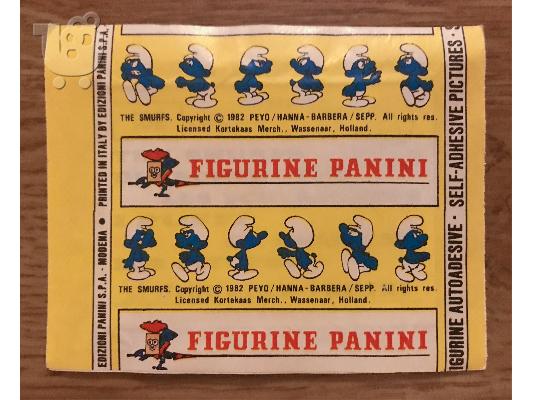 THE SMURFS. Copyright © 1982 PEYO/HANNA-BARBERA/SEPP. All rights res.
Licensed Kortekaas Merch., Wassenaar, Holland.
FIGURINE PANINI
THE SMURFS. Copyright © 1982 PEYO/HANNA-BARBERA/SEPP. All rights res.
Licensed Kortekaas Merch., Wassenaar, Holland.
FIGURINE PANINI
EDIZIONI PANINI S.P.A. - MODENA • PRINTED IN ITALY BY EDIZIONI PANINI S.P.A.
FIGURINE AUTOADESIVE · SELF-ADHESIVE PICTURES ·